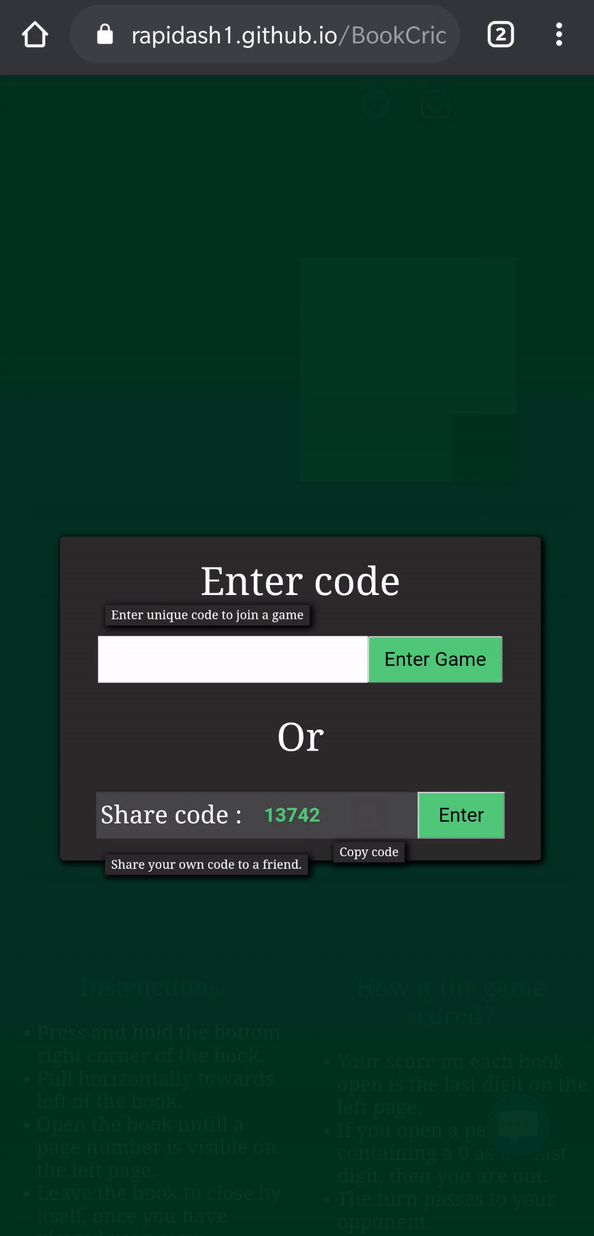 rapidash1.github.io/BookCric
2
Enter code
Enter unique code to join a game
Enter Game
Or
Share code : 13742
Enter
Copy code
Share your own code to a friend.
Instructions
• Press and hold the bottom
right corner of the book.
• Pull horizontally towards
left of the book.
• Open the book untill a
page number is visible on
the left page.
• Leave the book to close by
itself, once you have
How it the game
scored?
• Your score on each book
open is the last digit on the
left page.
• If you open a
containing a 0 as
digit, then you are out.
• The turn passes to your
opponent.